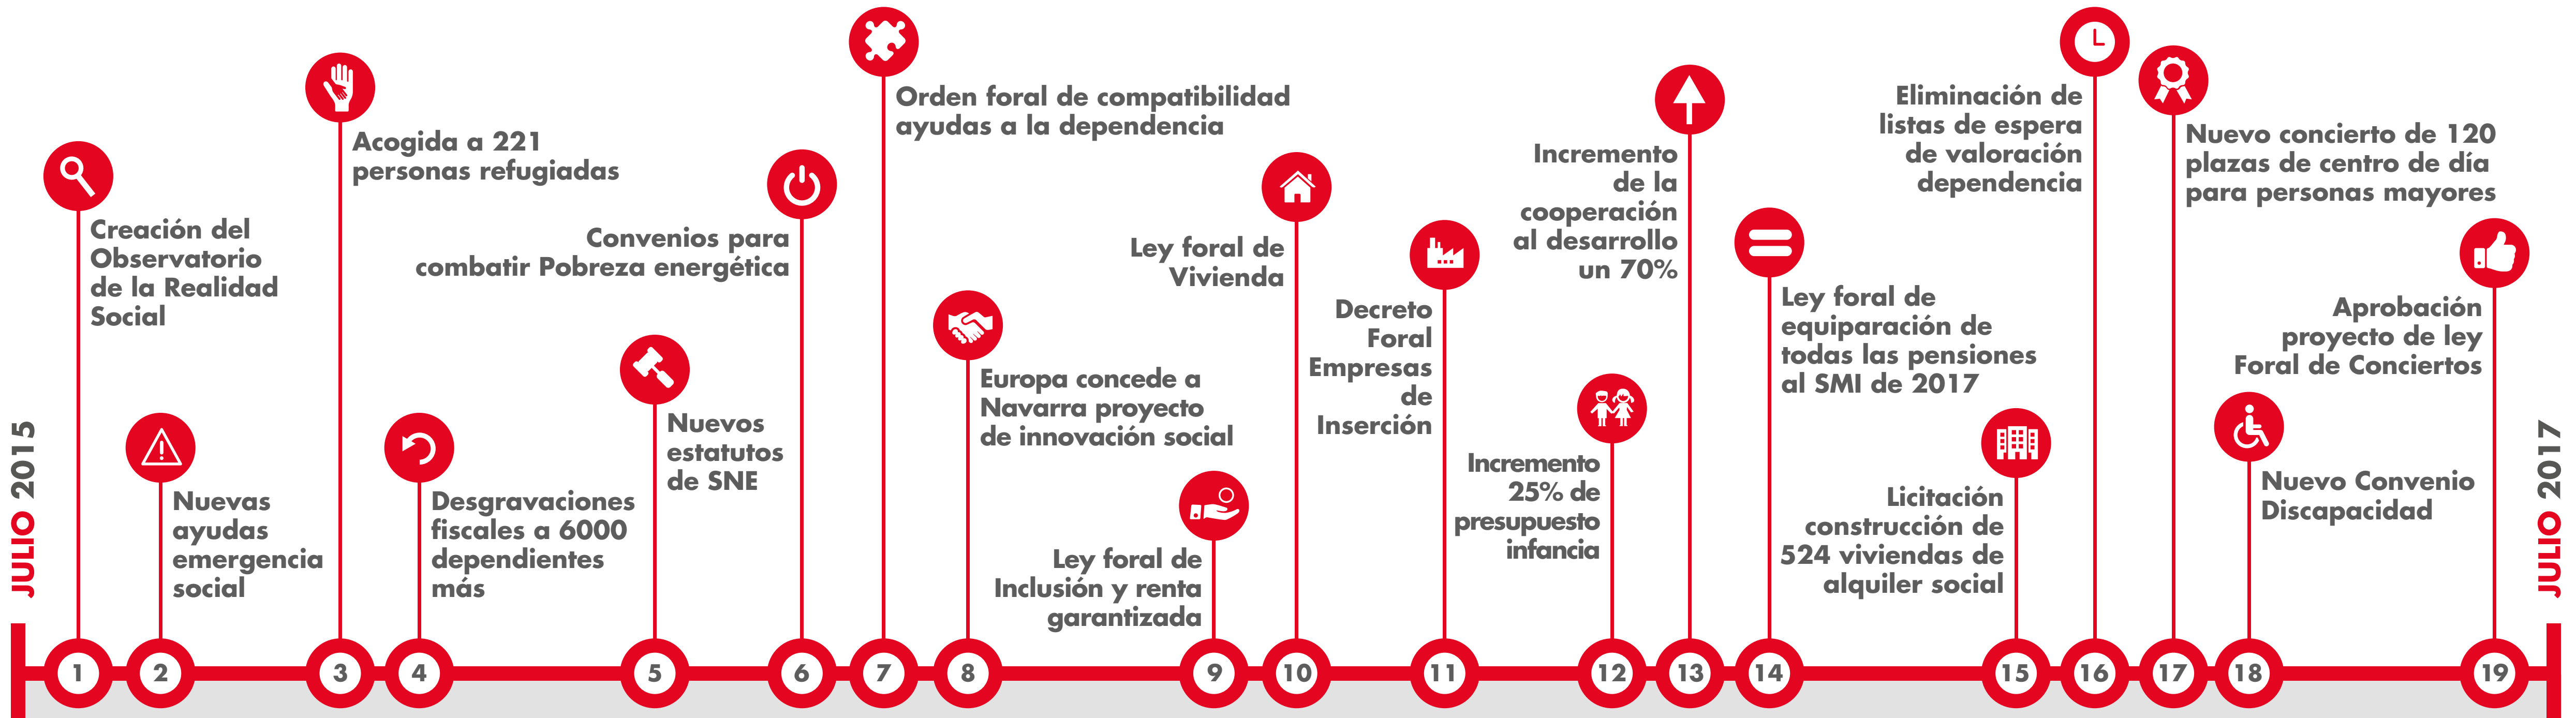 JULIO 2015
Creación del
Observatorio
de la Realidad
Social
Nuevas
ayudas
emergencia
social
Acogida a 221
personas refugiadas
Desgravaciones
fiscales a 6000
dependientes
más
Nuevos
estatutos
de SNE
Convenios para
combatir Pobreza energética
Orden foral de compatibilidad
ayudas a la dependencia
Europa concede a
Navarra proyecto
de innovación social
Ley foral de
Inclusión y renta
garantizada
Ley foral de
Vivienda
Decreto
Foral
Empresas
de
Inserción
Incremento
25% de
presupuesto
infancia
Incremento
de la
cooperación
al desarrollo
un 70%
Ley foral de
equiparación de
todas las pensiones
al SMI de 2017
Licitación
construcción de
524 viviendas de
alquiler social
Eliminación de
listas de espera
de valoración
dependencia
Nuevo concierto de 120
plazas de centro de día
para personas mayores
Nuevo Convenio
Discapacidad
Aprobación
proyecto de ley
Foral de Conciertos
JULIO 2017
1 2 3 4 5 6 7 8 9 10 11 12 13 14 15 16 17 18 19